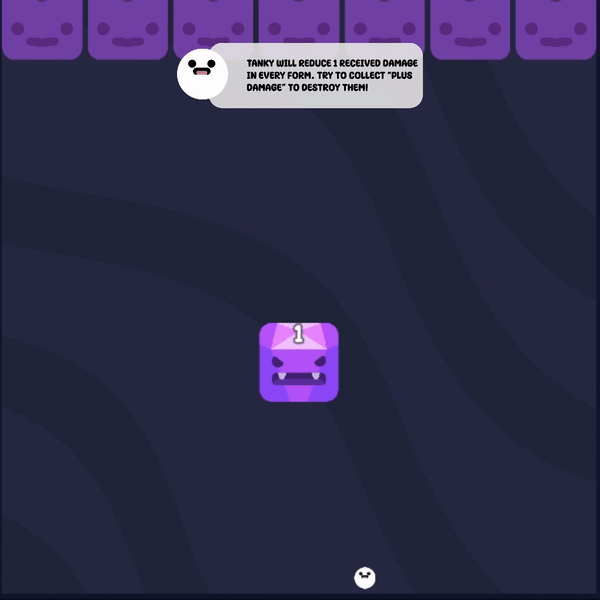 TANKY WILL REDUCE 1 RECEIVED DAMAGE
IN EVERY FORM. TRY TO COLLECT "PLUS
DAMAGE" TO DESTROY THEM!
1